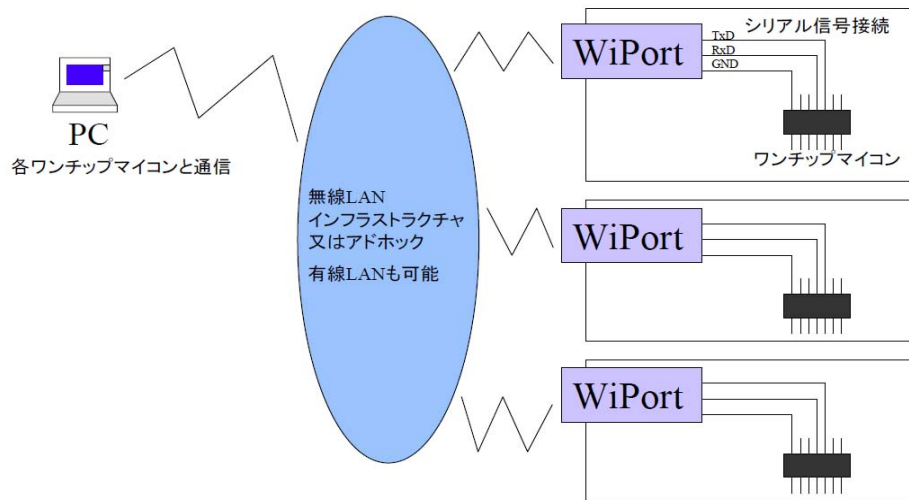 PC
各ワンチップマイコンと通信
無線LAN
インフラストラクチャ
又はアドホック
有線LANも可能
WiPort
TxD
RxD
GND
シリアル信号接続
ワンチップマイコン
WiPort
WiPort